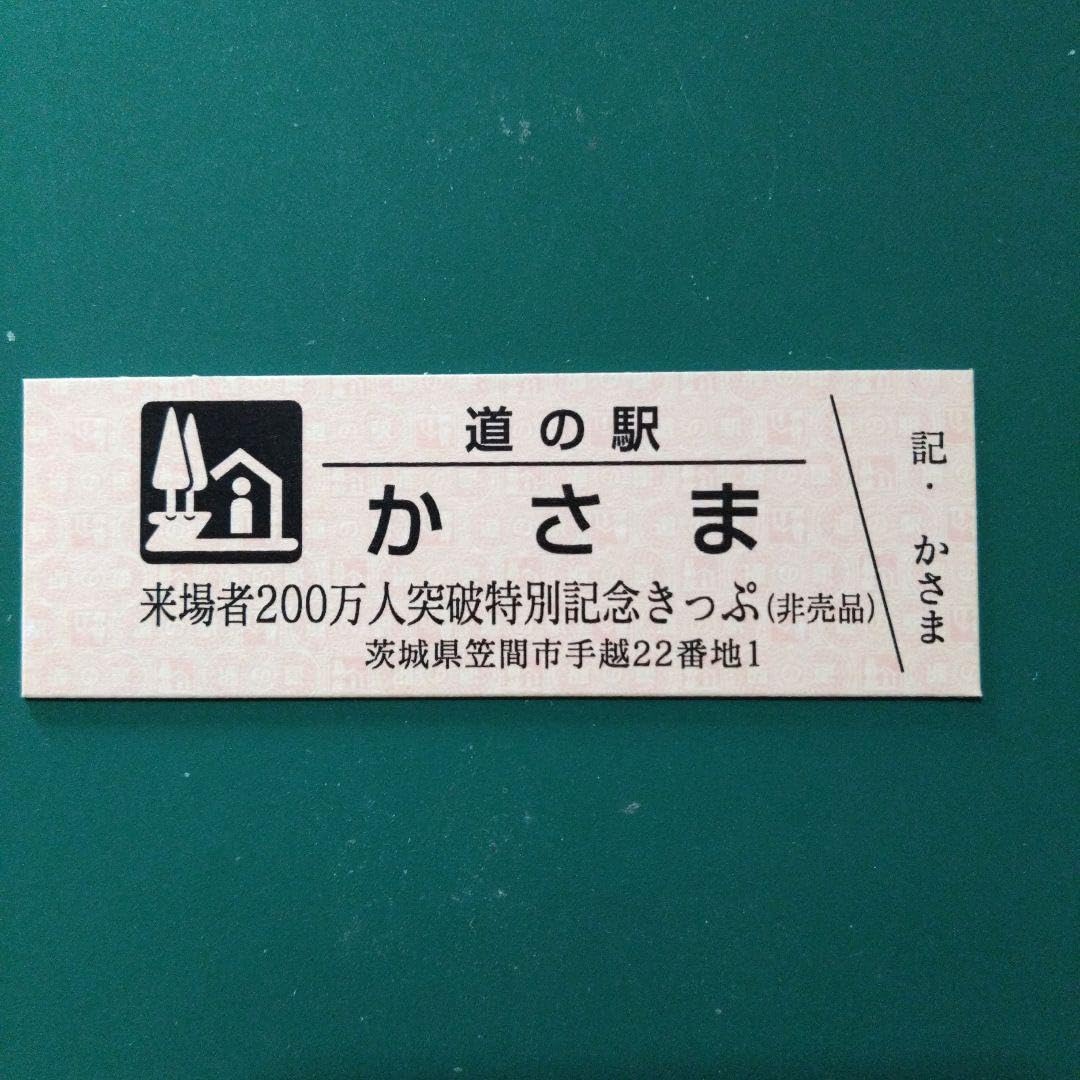 道の駅
かさま
来場者200万人突破特別記念きっぷ(非売品)
茨城県笠間市手越22番地1
記・かさま